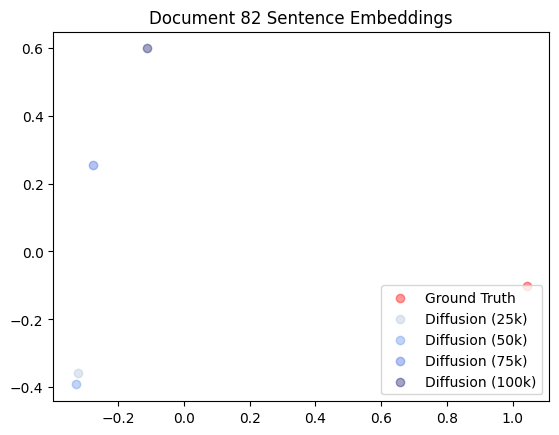 Document 82 Sentence Embeddings
0.6
0.4
0.2
0.0
−0.2
−0.4
−0.2 0.0 0.2 0.4 0.6 0.8 1.0
Ground Truth
Diffusion (25k)
Diffusion (50k)
Diffusion (75k)
Diffusion (100k)